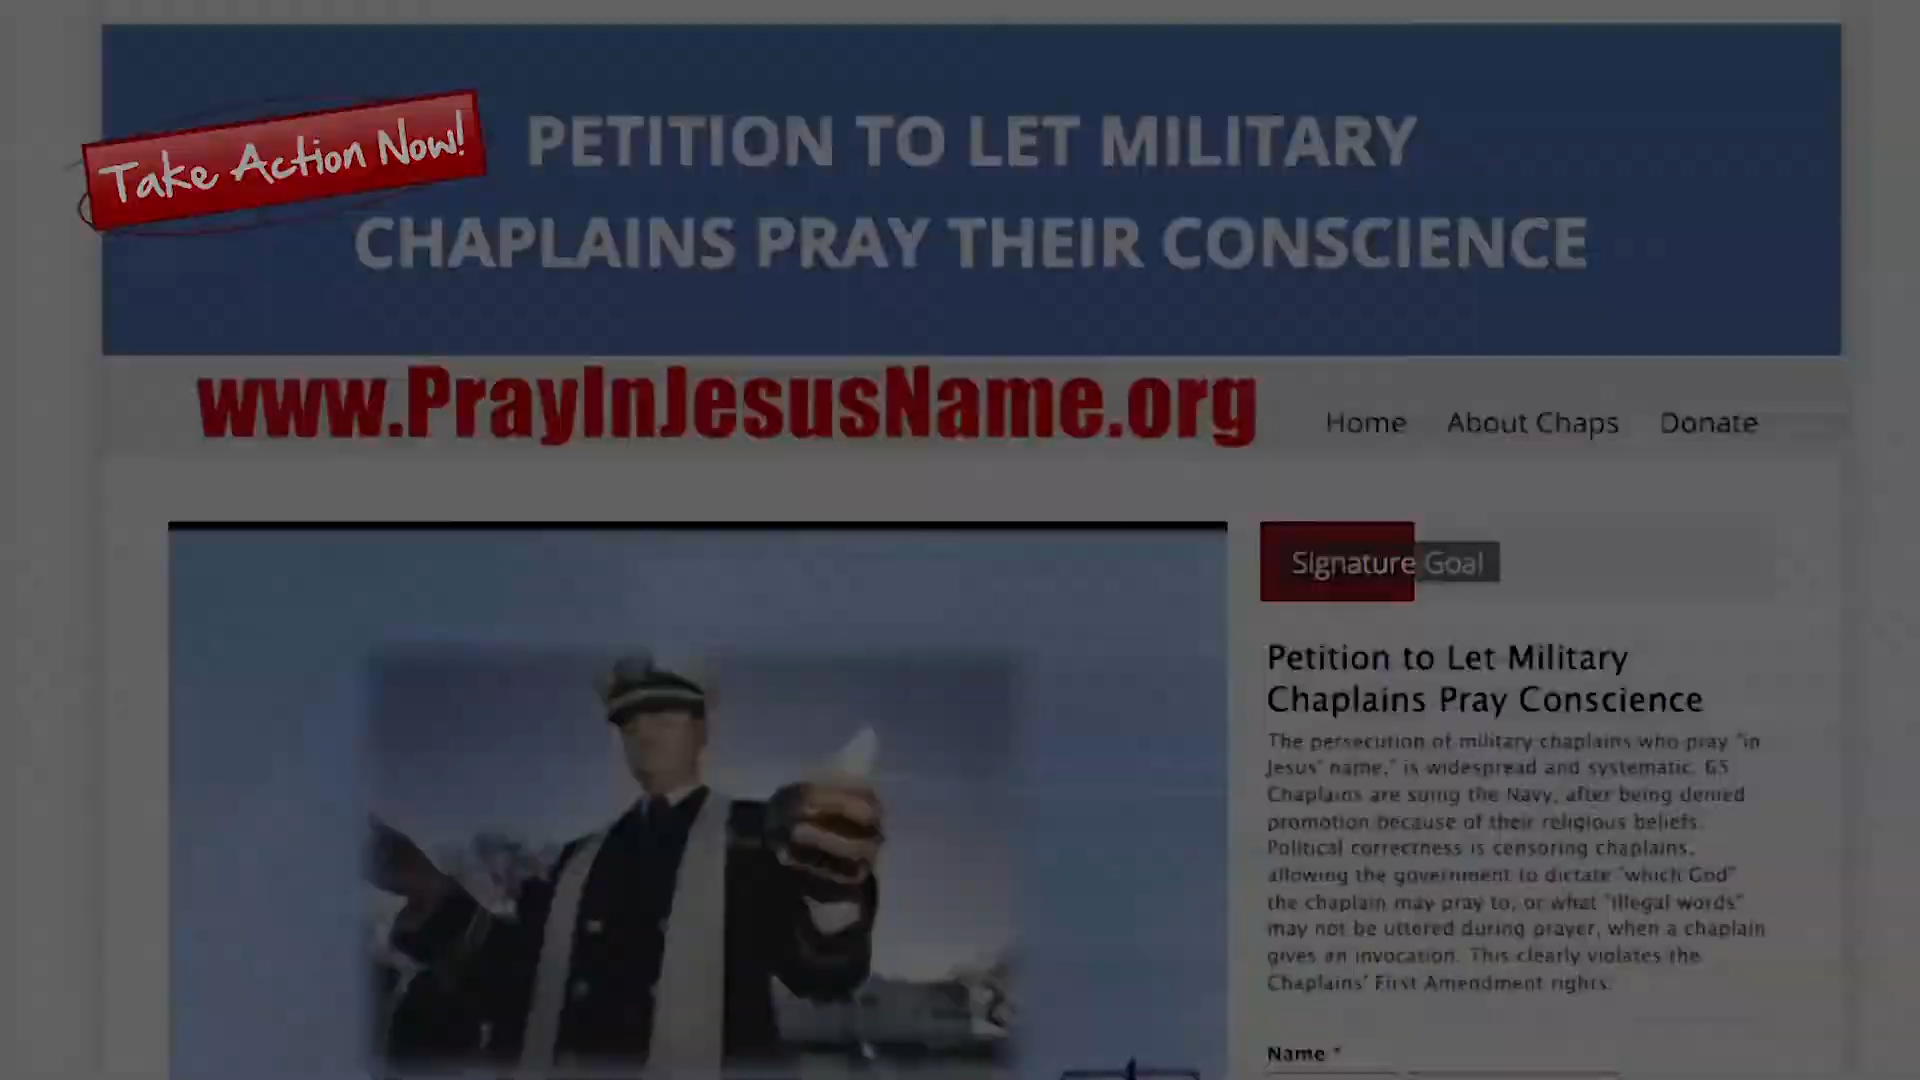 Take Action Now!
PETITION TO LET MILITARY
CHAPLAINS PRAY THEIR CONSCIENCE
www.PrayInJesusName.org
Home About Chaps Donate
Signature Goal
Petition to Let Military
Chaplains Pray Conscience
The persecution of military chaplains who pray "in
Jesus' name," is widespread and systematic. 65
Chaplains are suing the Navy, after being denied
promotion because of their religious beliefs.
Political correctness is censoring chaplains,
allowing the government to dictate "which God"
the chaplain may pray to, or what "illegal words"
may not be uttered during prayer, when a chaplain
gives an invocation. This clearly violates the
Chaplains' First Amendment rights.
Name *